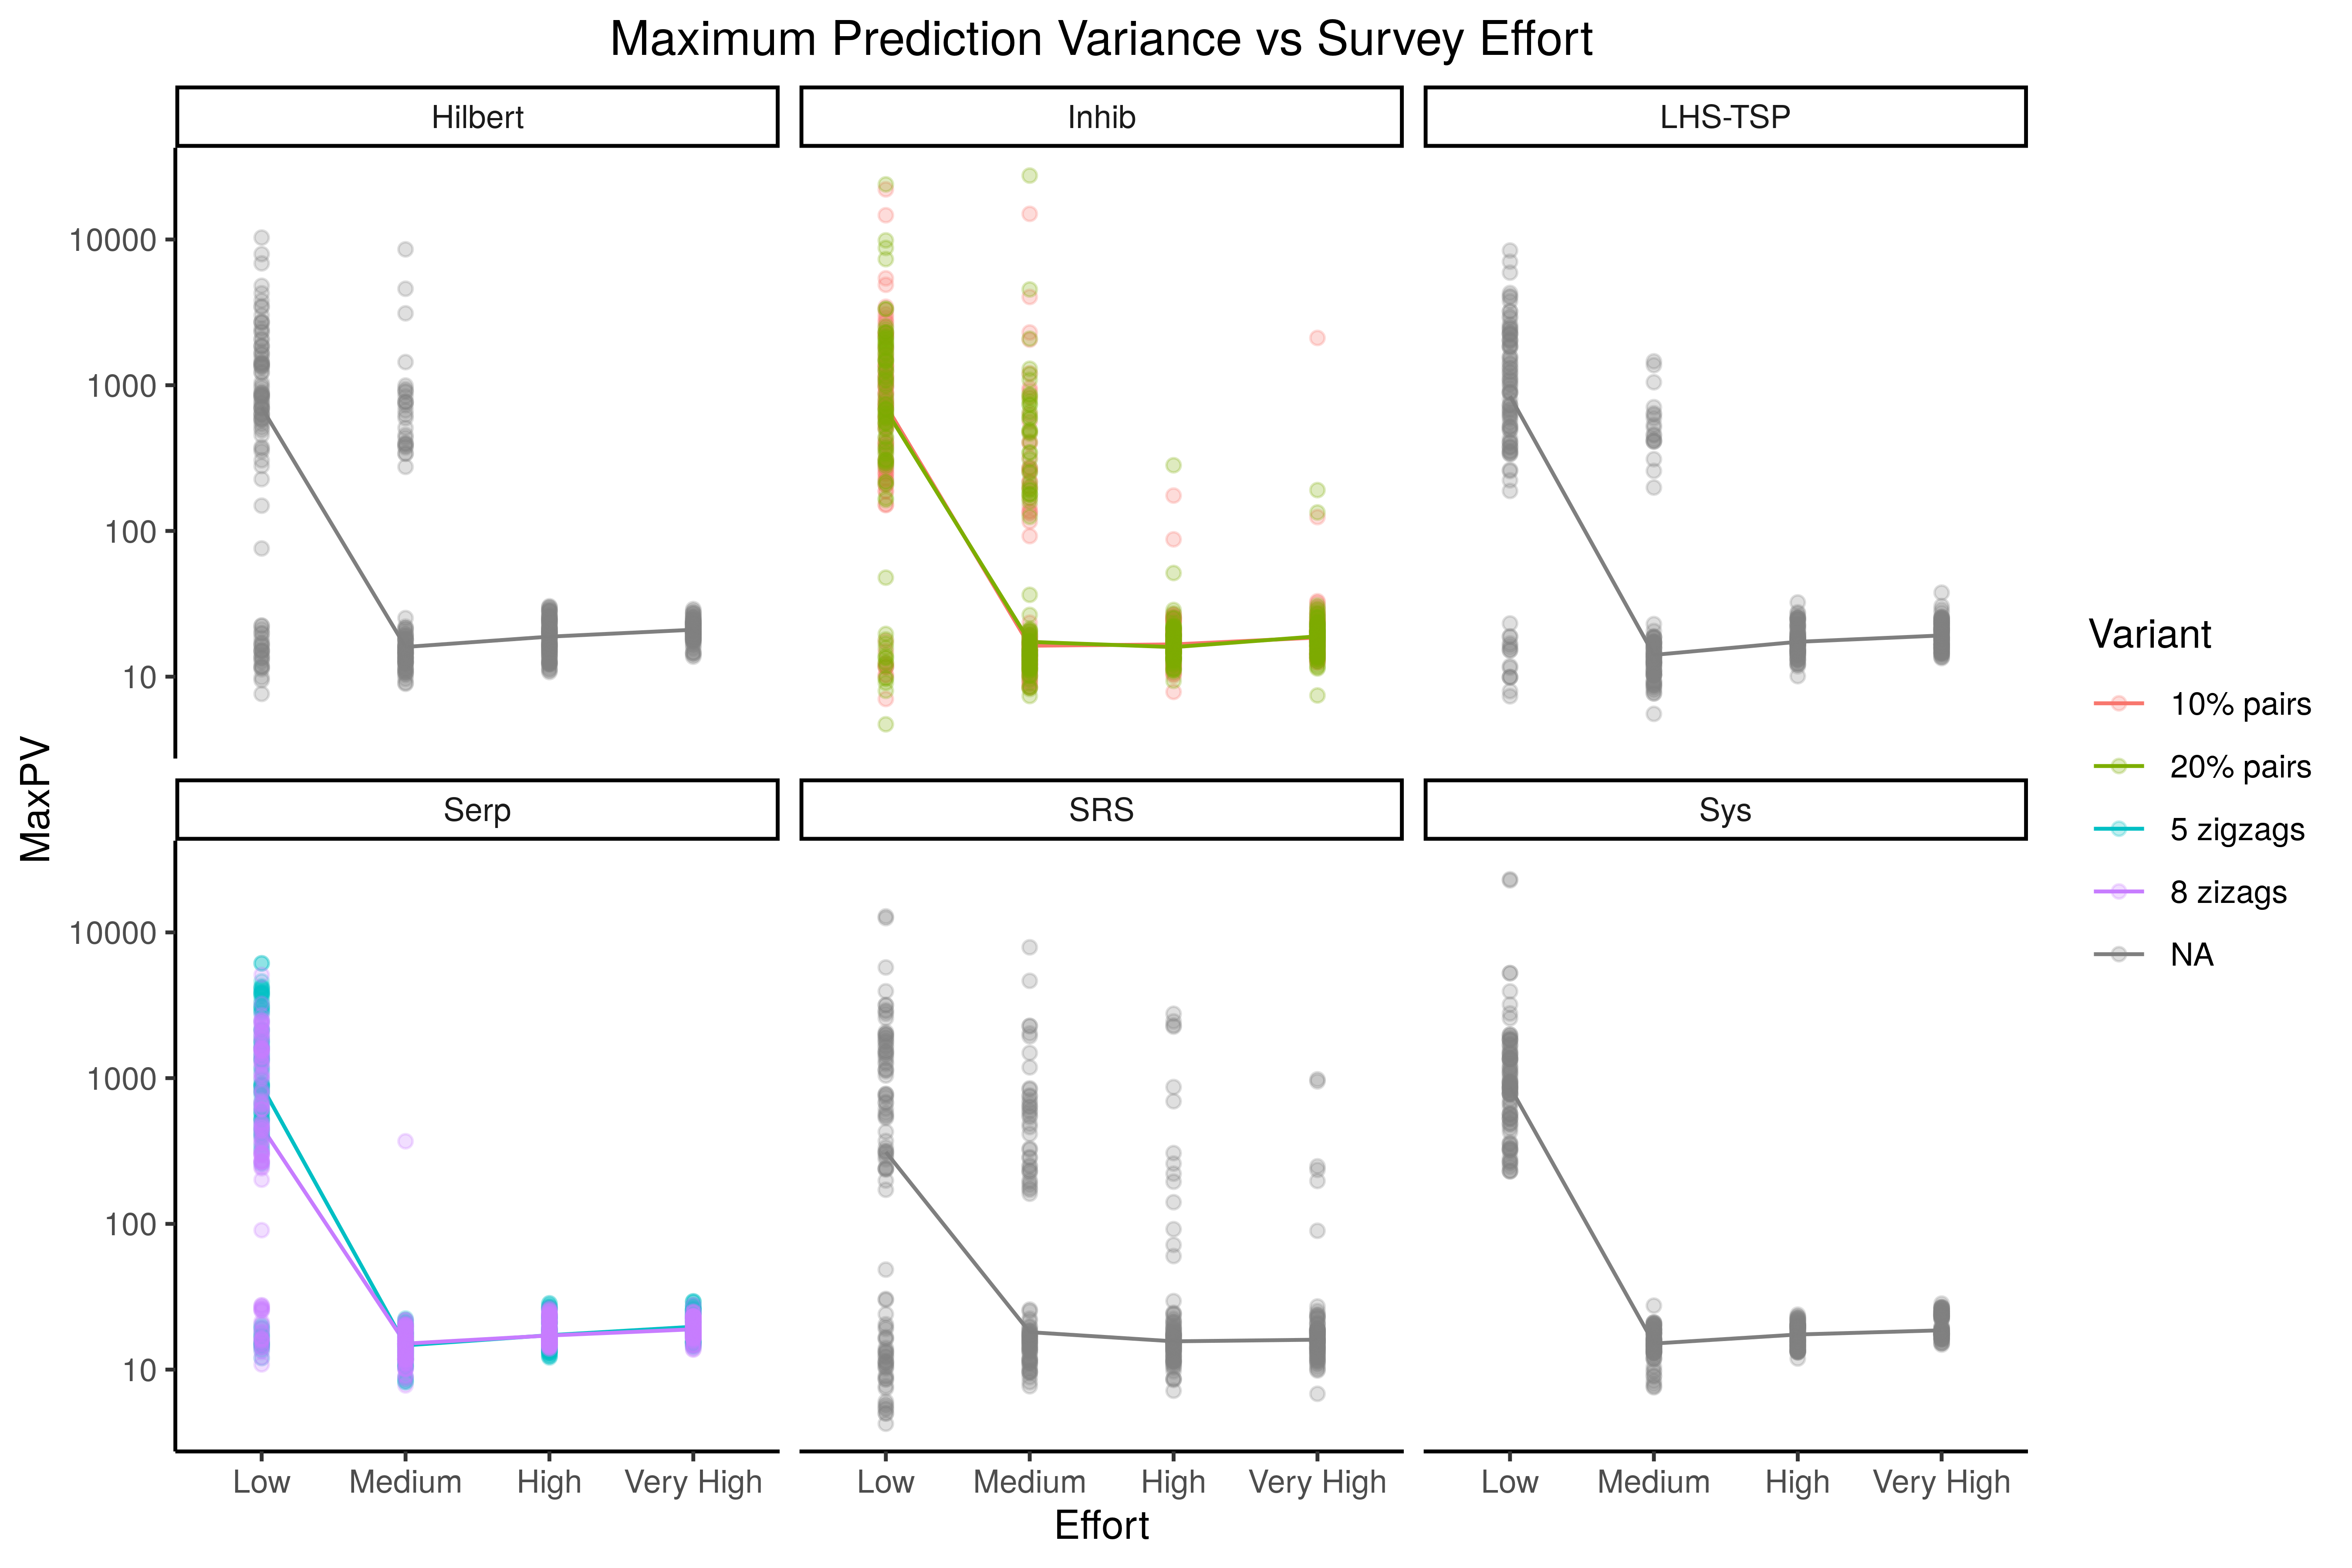 Maximum Prediction Variance vs Survey Effort
Hilbert
Inhib
LHS-TSP
10000
1000
100
10
MaxPV
Serp
SRS
Sys
10000
1000
100
10
Low Medium High Very High
Low Medium High Very High
Low Medium High Very High
Effort
Variant
10% pairs
20% pairs
5 zigzags
8 zizags
NA